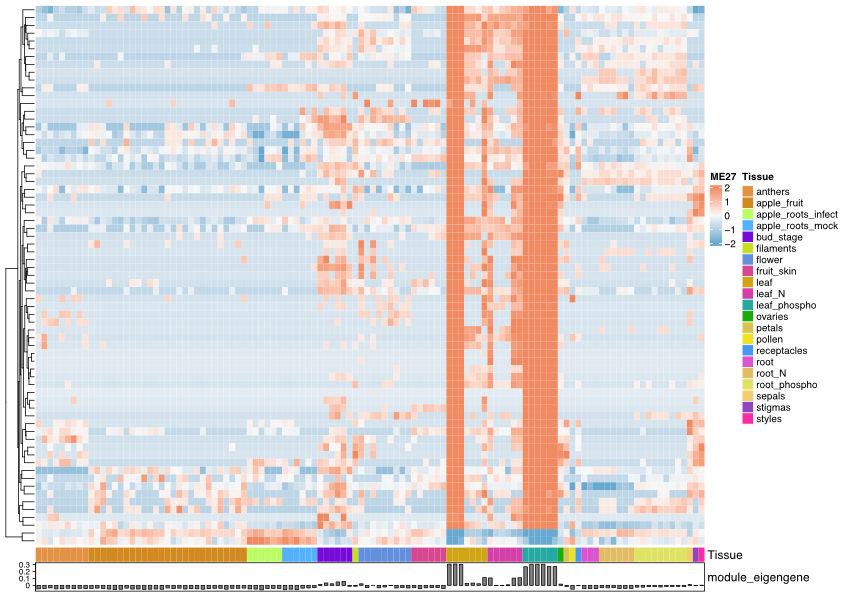 ME27 Tissue
2
1
0
−1
−2
anthers
apple_fruit
apple_roots_infect
apple_roots_mock
bud_stage
filaments
flower
fruit_skin
leaf
leaf_N
leaf_phospho
ovaries
petals
pollen
receptacles
root
root_N
root_phospho
sepals
stigmas
styles
Tissue
0.3
0.2
0.1
0
module_eigengene